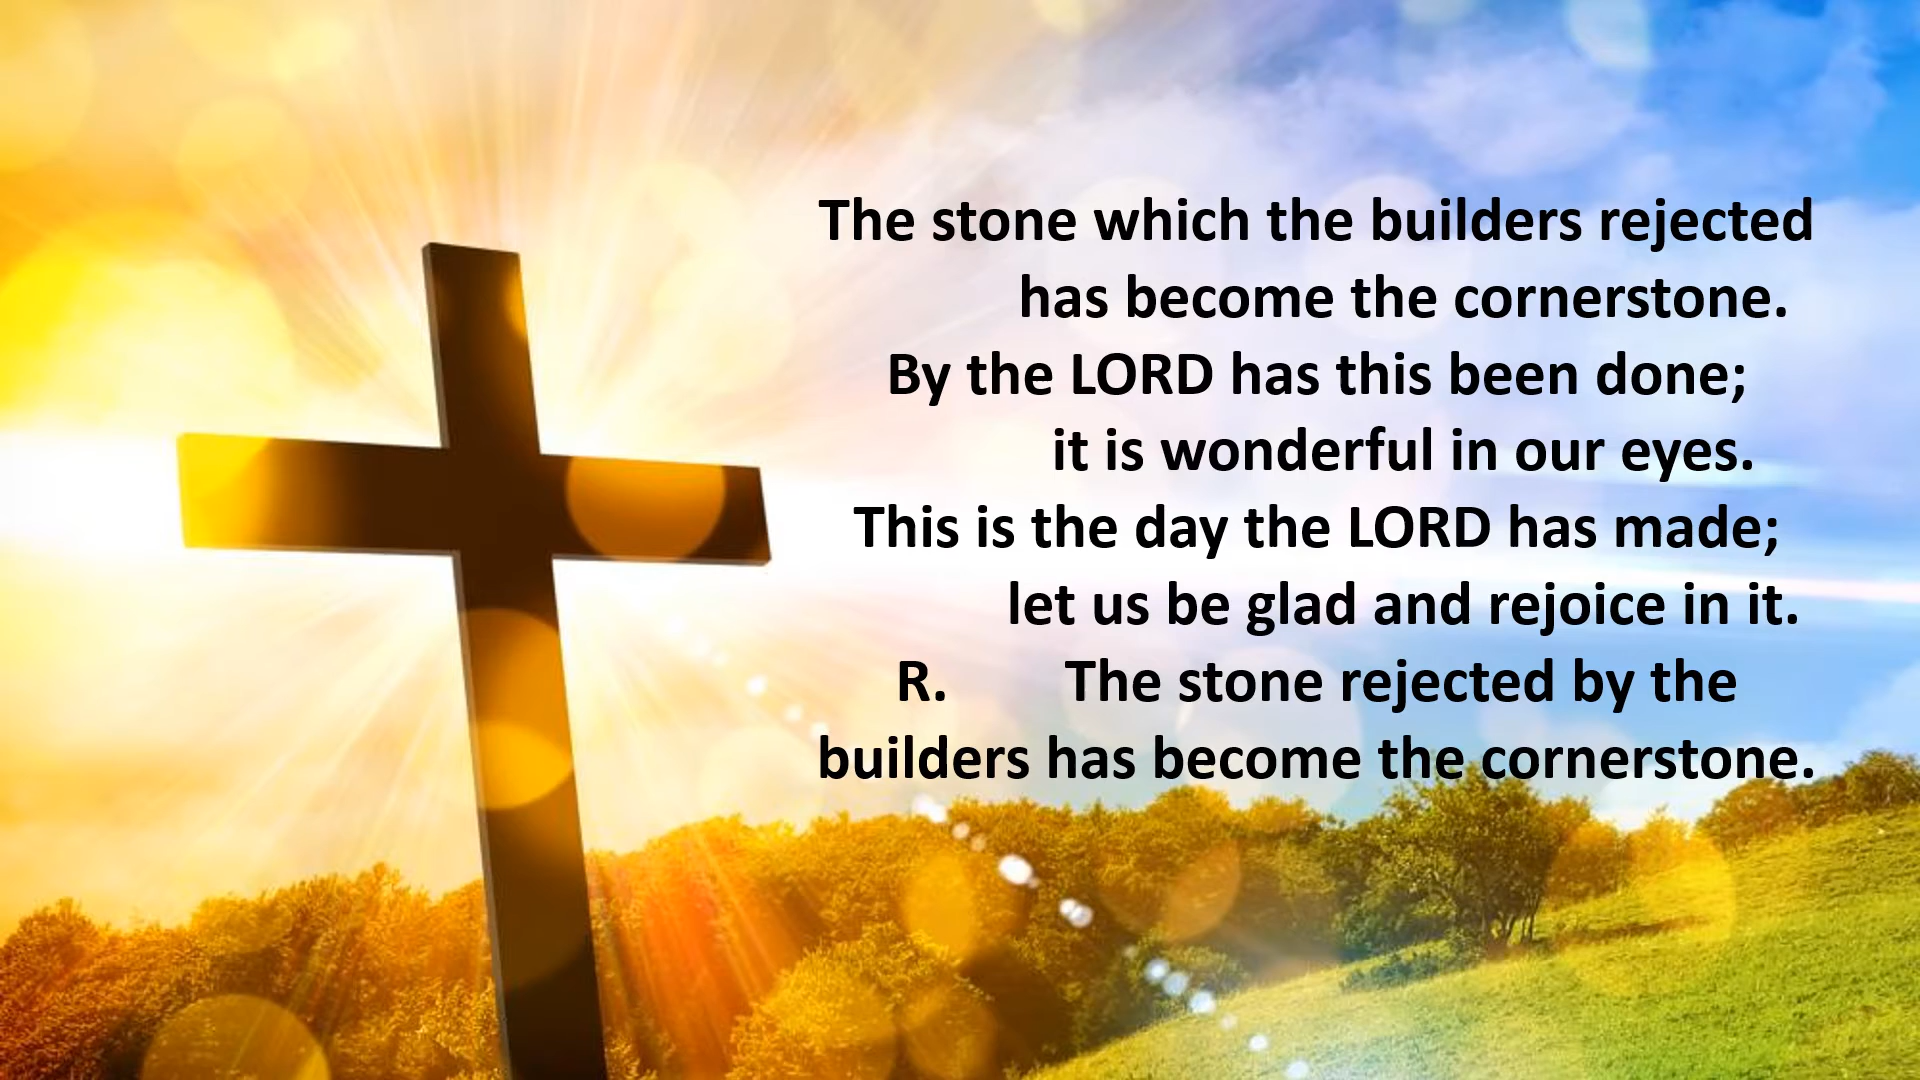 The stone which the builders rejected
has become the cornerstone.
By the LORD has this been done;
it is wonderful in our eyes.
This is the day the LORD has made;
let us be glad and rejoice in it.
R. The stone rejected by the
builders has become the cornerstone.